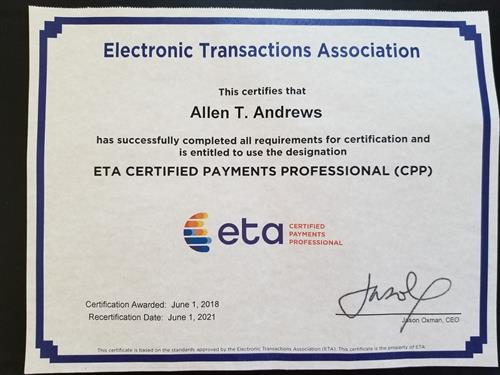 Electronic Transactions Association
This certifies that
Allen T. Andrews
has successfully completed all requirements for certification and
is entitled to use the designation
ETA CERTIFIED PAYMENTS PROFESSIONAL (CPP)
eta CERTIFIED
PAYMENTS
PROFESSIONAL
Certification Awarded: June 1, 2018
Recertification Date: June 1, 2021
Jason Oxman, CEO
This certificate is based on the standards approved by the Electronic Transactions Association (ETA). This certificate is the property of ETA